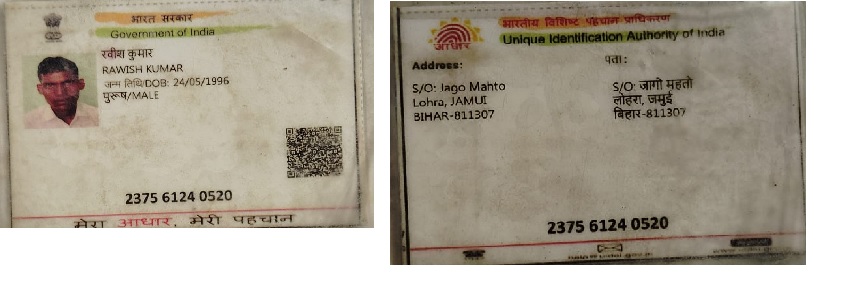 भारत सरकार
Government of India
रवीश कुमार
RAWISH KUMAR
जन्म तिथि/DOB: 24/05/1996
पुरूष/MALE
2375 6124 0520
मेरा आधार, मेरी पहचान
भारतीय विशिष्ट पहचान प्राधिकरण
Unique Identification Authority of India
आधार
Address:
S/O: Jago Mahto
Lohra, JAMUI
BIHAR-811307
पता:
S/O: जागो महतो
लोहरा, जमुई
बिहार-811307
2375 6124 0520